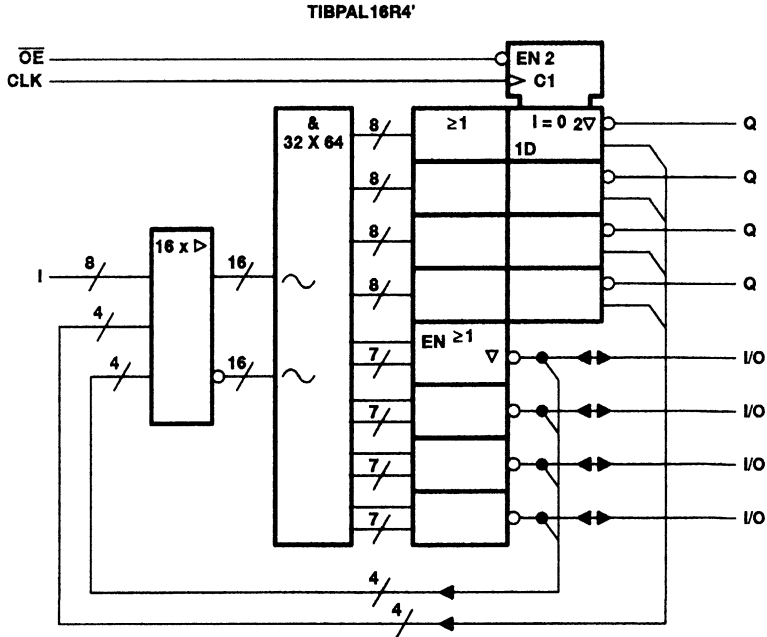 TIBPAL16R4'
OE
EN 2
CLK
C1
&
32 X 64
8
≥1
I = 0 2▽
Q
1D
8
Q
16 x ▷
8
Q
I
8
16
8
Q
4
EN ≥1
▽
7
I/O
4
16
7
I/O
7
I/O
7
I/O
4
4